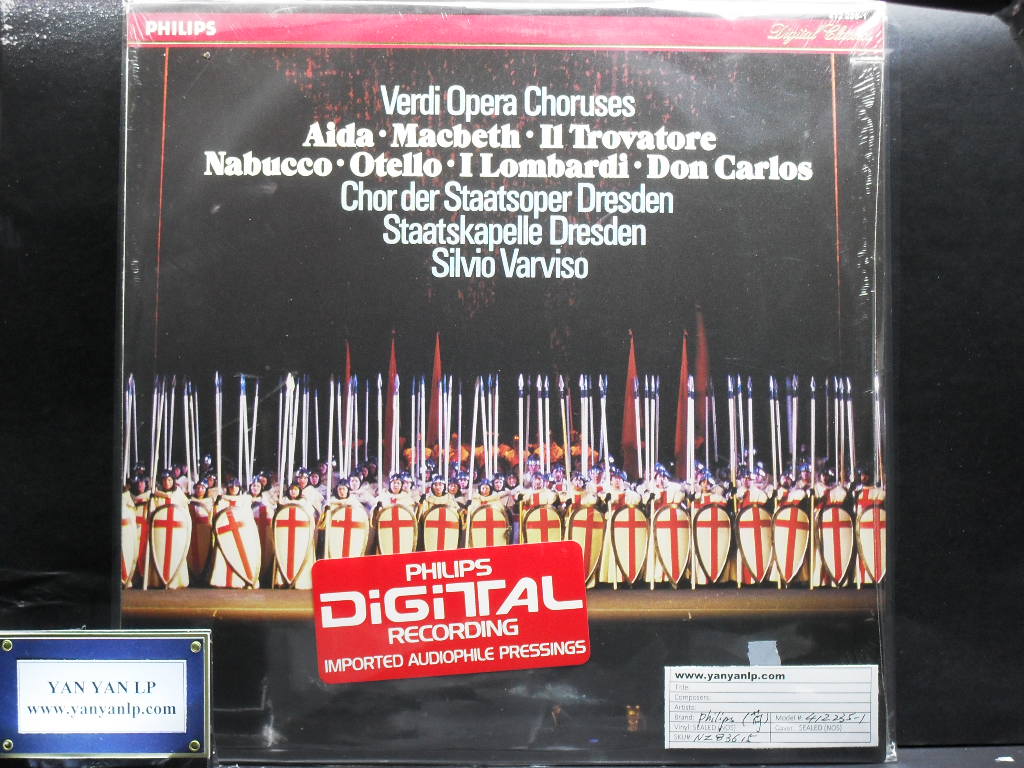 PHILIPS
Digital Classics
Verdi Opera Choruses
Aida · Macbeth · Il Trovatore
Nabucco · Otello · I Lombardi · Don Carlos
Chor der Staatsoper Dresden
Staatskapelle Dresden
Silvio Varviso
PHILIPS
DiGiTAL
RECORDING
IMPORTED AUDIOPHILE PRESSINGS
YAN YAN LP
www.yanyanlp.com
www.yanyanlp.com
Title:
Composers:
Artists:
Brand: Philips Model #: 412 235-1
Vinyl: SEALED (NOS) Cover: SEALED (NOS)
SKU#: NZ83615